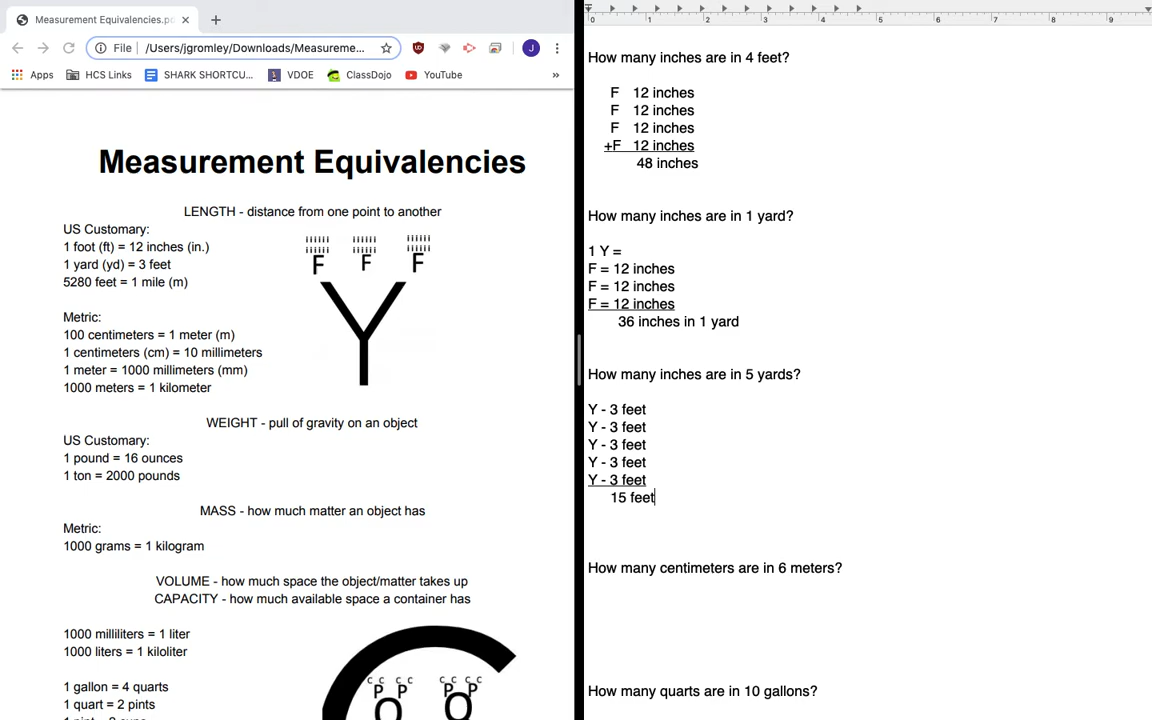 Measurement Equivalencies.pd
File
/Users/jgromley/Downloads/Measureme...
J
Apps
HCS Links
SHARK SHORTCU...
VDOE
ClassDojo
YouTube
»
Measurement Equivalencies
LENGTH - distance from one point to another
US Customary:
1 foot (ft) = 12 inches (in.)
1 yard (yd) = 3 feet
5280 feet = 1 mile (m)
iiiiii iiiiii iiiiii
iiiiii iiiiii iiiiii
F F F
Y
Metric:
100 centimeters = 1 meter (m)
1 centimeters (cm) = 10 millimeters
1 meter = 1000 millimeters (mm)
1000 meters = 1 kilometer
WEIGHT - pull of gravity on an object
US Customary:
1 pound = 16 ounces
1 ton = 2000 pounds
MASS - how much matter an object has
Metric:
1000 grams = 1 kilogram
VOLUME - how much space the object/matter takes up
CAPACITY - how much available space a container has
1000 milliliters = 1 liter
1000 liters = 1 kiloliter
1 gallon = 4 quarts
1 quart = 2 pints
C C C C C C C C
P P P P
Q Q
0 1 2 3 4 5 6 7 8 9
How many inches are in 4 feet?
F 12 inches
F 12 inches
F 12 inches
+F 12 inches
48 inches
How many inches are in 1 yard?
1 Y =
F = 12 inches
F = 12 inches
F = 12 inches
36 inches in 1 yard
How many inches are in 5 yards?
Y - 3 feet
Y - 3 feet
Y - 3 feet
Y - 3 feet
Y - 3 feet
15 feet
How many centimeters are in 6 meters?
How many quarts are in 10 gallons?